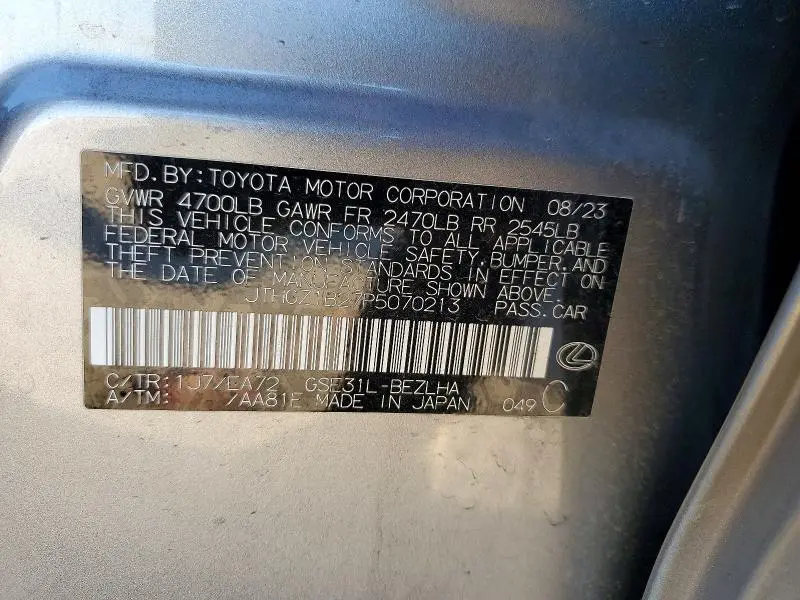 MFD.BY:TOYOTA MOTOR CORPORATION 08/23
GVWR 4700LB GAWR FR 2470LB RR 2545LB
THIS VEHICLE CONFORMS TO ALL APPLICABLE
FEDERAL MOTOR VEHICLE SAFETY,BUMPER,AND
THEFT PREVENTION STANDARDS IN EFFECT ON
THE DATE OF MANUFACTURE SHOWN ABOVE.
JTHGZ1B27P5070213 PASS.CAR
C/TR:1J7/EA72 GSE31L-BEZLHA
A/TM: /AA81E MADE IN JAPAN 049 C